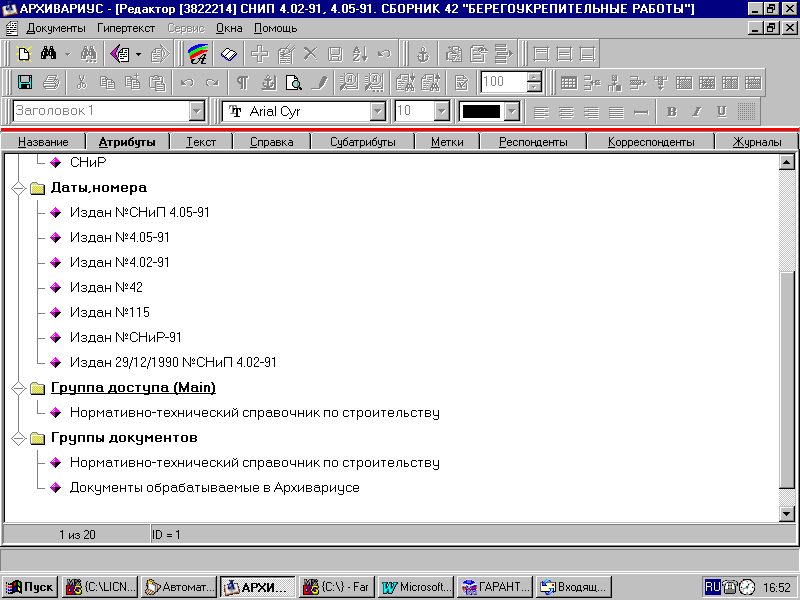 АРХИВАРИУС - [Редактор [3822214] СНИП 4.02-91, 4.05-91. СБОРНИК 42 "БЕРЕГОУКРЕПИТЕЛЬНЫЕ РАБОТЫ"]
Документы Гипертекст Сервис Окна Помощь
100
Заголовок 1 Arial Cyr 10 B I U
Название Атрибуты Текст Справка Субатрибуты Метки Респонденты Корреспонденты Журналы
СНиР
Даты,номера
Издан №СНиП 4.05-91
Издан №4.05-91
Издан №4.02-91
Издан №42
Издан №115
Издан №СНиР-91
Издан 29/12/1990 №СНиП 4.02-91
Группа доступа (Main)
Нормативно-технический справочник по строительству
Группы документов
Нормативно-технический справочник по строительству
Документы обрабатываемые в Архивариусе
1 из 20 ID = 1
Пуск {C:\LICN... Автомат... АРХИ... {C:\} - Far Microsoft... ГАРАНТ... Входящ... RU 16:52